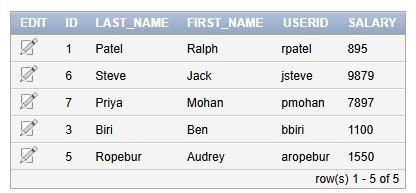 EDIT ID LAST_NAME FIRST_NAME USERID SALARY
1 Patel Ralph rpatel 895
6 Steve Jack jsteve 9879
7 Priya Mohan pmohan 7897
3 Biri Ben bbiri 1100
5 Ropebur Audrey aropebur 1550
row(s) 1 - 5 of 5